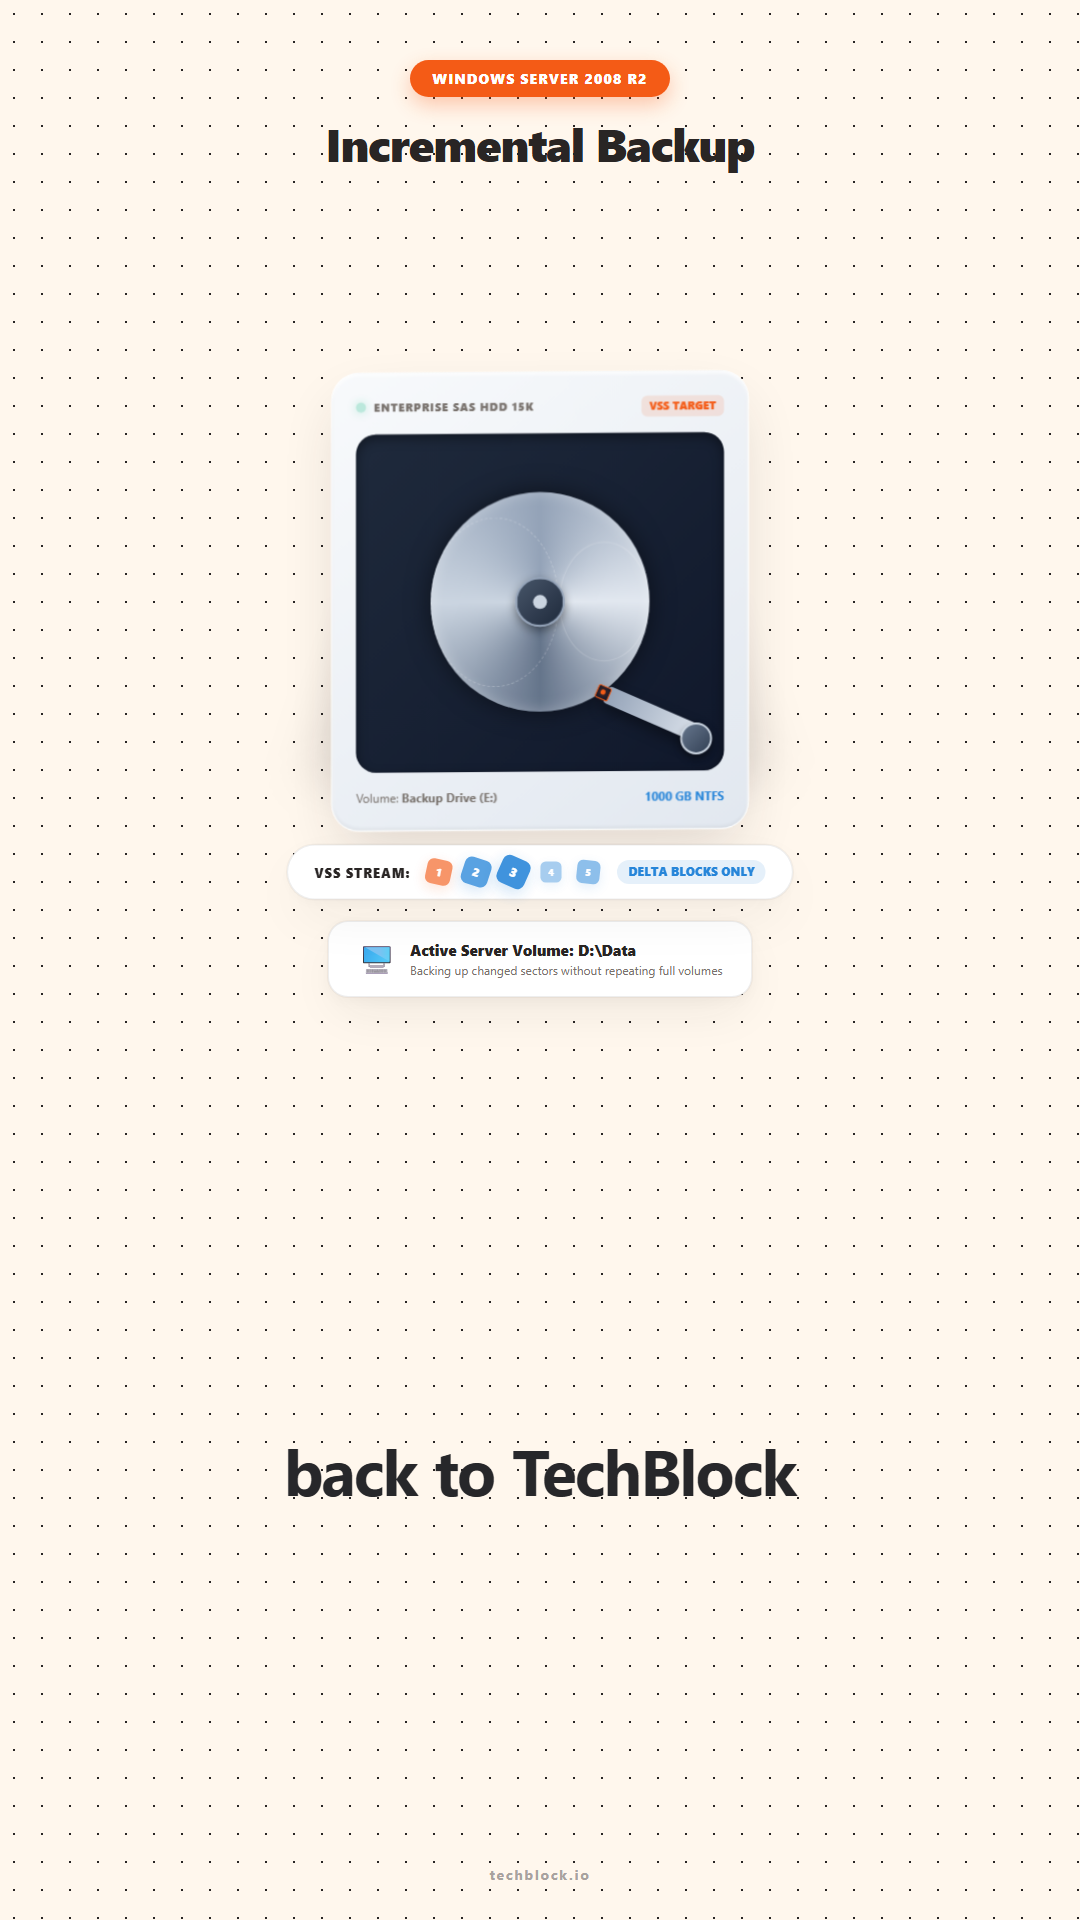 WINDOWS SERVER 2008 R2
Incremental Backup
ENTERPRISE SAS HDD 15K
VSS TARGET
Volume: Backup Drive (E:)
1000 GB NTFS
VSS STREAM: 1 2 3 4 5 DELTA BLOCKS ONLY
Active Server Volume: D:\Data
Backing up changed sectors without repeating full volumes
back to TechBlock
techblock.io